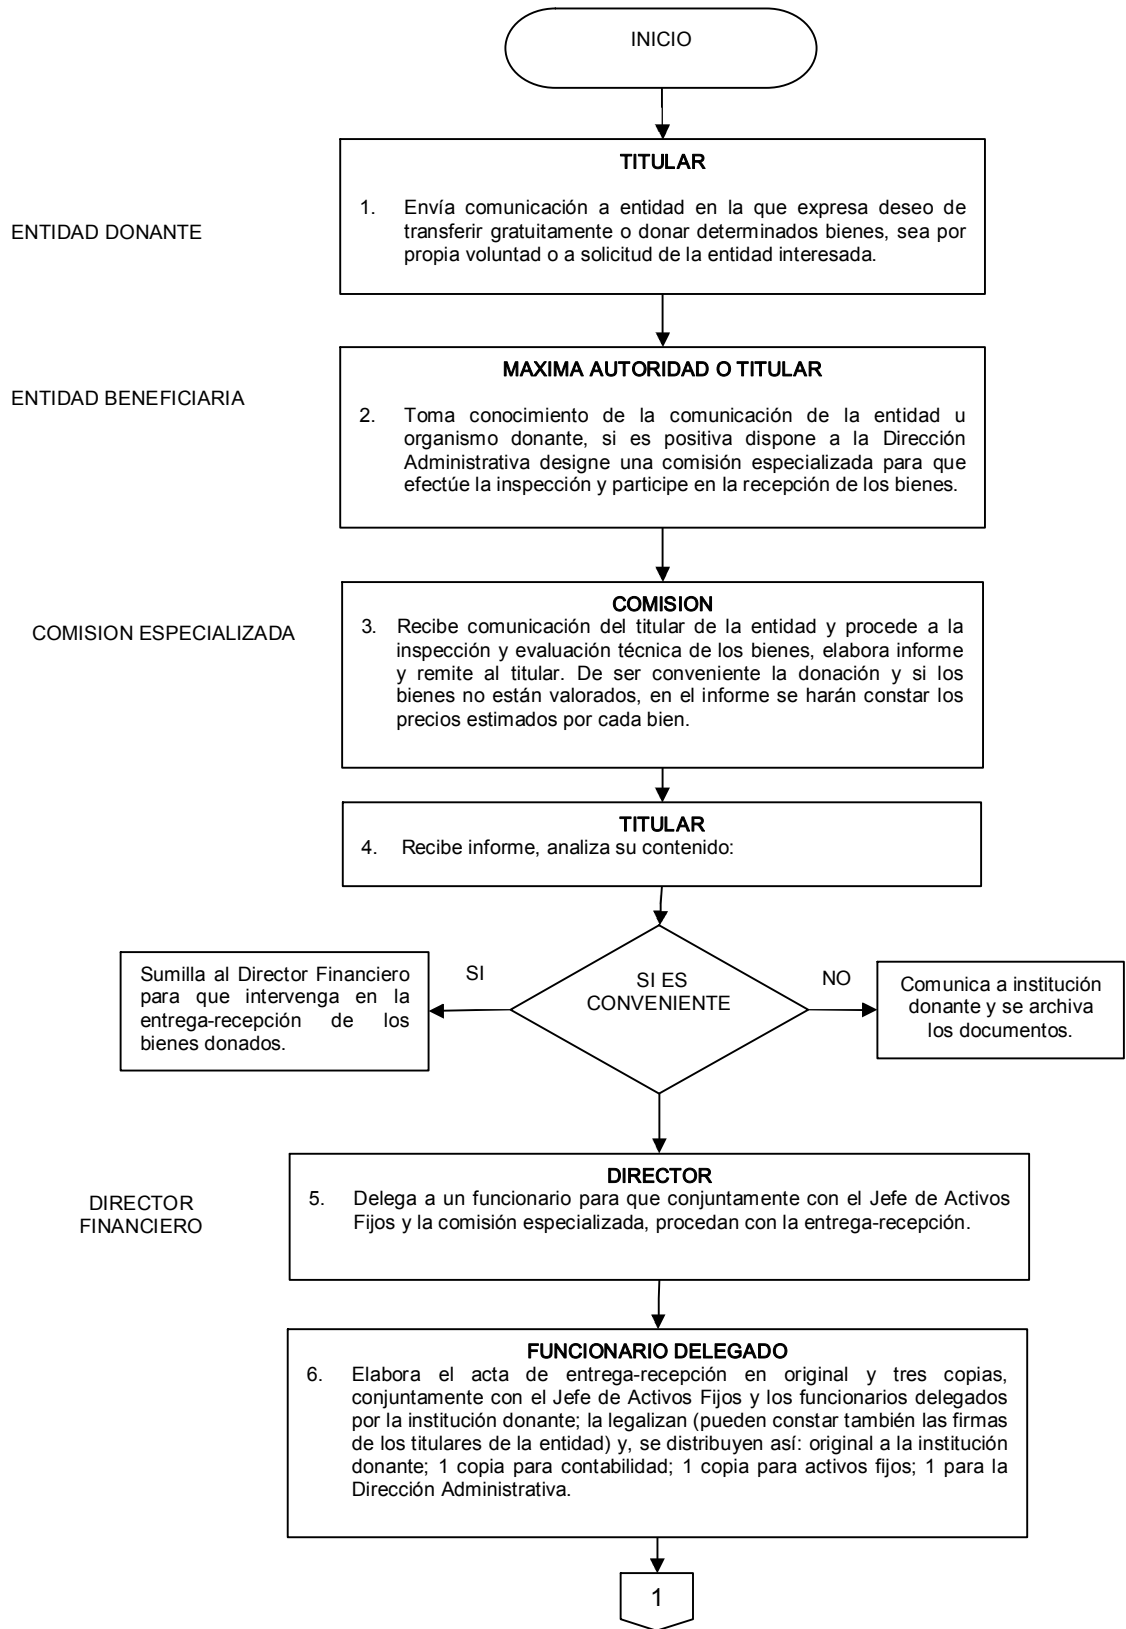 INICIO
TITULAR
ENTIDAD DONANTE
1. Envía comunicación a entidad en la que expresa deseo de
transferir gratuitamente o donar determinados bienes, sea por
propia voluntad o a solicitud de la entidad interesada.
MAXIMA AUTORIDAD O TITULAR
ENTIDAD BENEFICIARIA
2. Toma conocimiento de la comunicación de la entidad u
organismo donante, si es positiva dispone a la Dirección
Administrativa designe una comisión especializada para que
efectúe la inspección y participe en la recepción de los bienes.
COMISION
COMISION ESPECIALIZADA
3. Recibe comunicación del titular de la entidad y procede a la
inspección y evaluación técnica de los bienes, elabora informe
y remite al titular. De ser conveniente la donación y si los
bienes no están valorados, en el informe se harán constar los
precios estimados por cada bien.
TITULAR
4. Recibe informe, analiza su contenido:
Sumilla al Director Financiero
para que intervenga en la
entrega-recepción de los
bienes donados.
SI
SI ES
CONVENIENTE
NO
Comunica a institución
donante y se archiva
los documentos.
DIRECTOR
FINANCIERO
DIRECTOR
5. Delega a un funcionario para que conjuntamente con el Jefe de Activos
Fijos y la comisión especializada, procedan con la entrega-recepción.
FUNCIONARIO DELEGADO
6. Elabora el acta de entrega-recepción en original y tres copias,
conjuntamente con el Jefe de Activos Fijos y los funcionarios delegados
por la institución donante; la legalizan (pueden constar también las firmas
de los titulares de la entidad) y, se distribuyen así: original a la institución
donante; 1 copia para contabilidad; 1 copia para activos fijos; 1 para la
Dirección Administrativa.
1